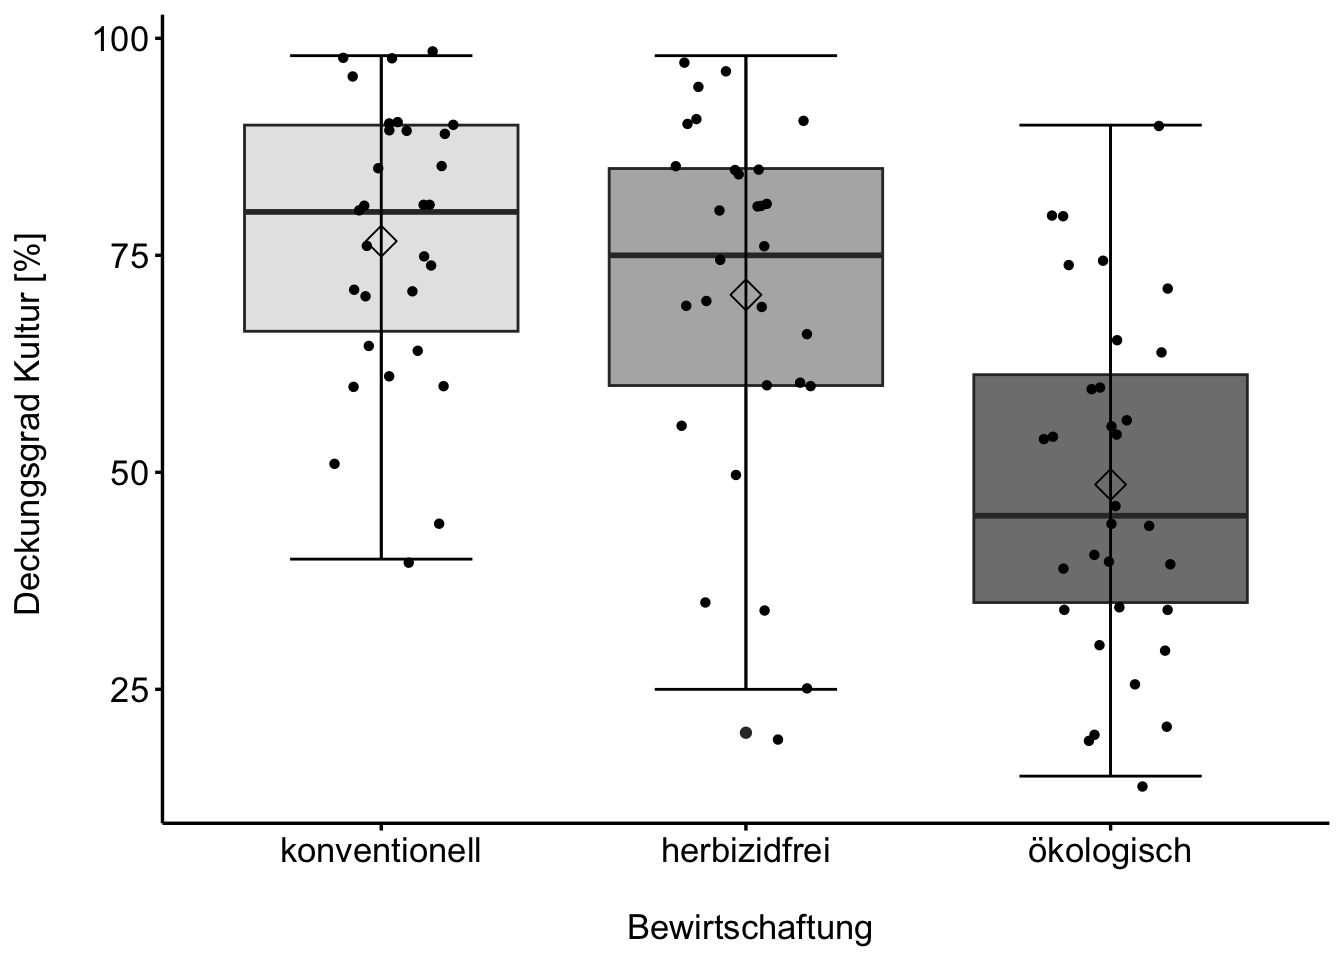 Deckungsgrad Kultur [%]
100
75
50
25
konventionell
herbizidfrei
ökologisch
Bewirtschaftung